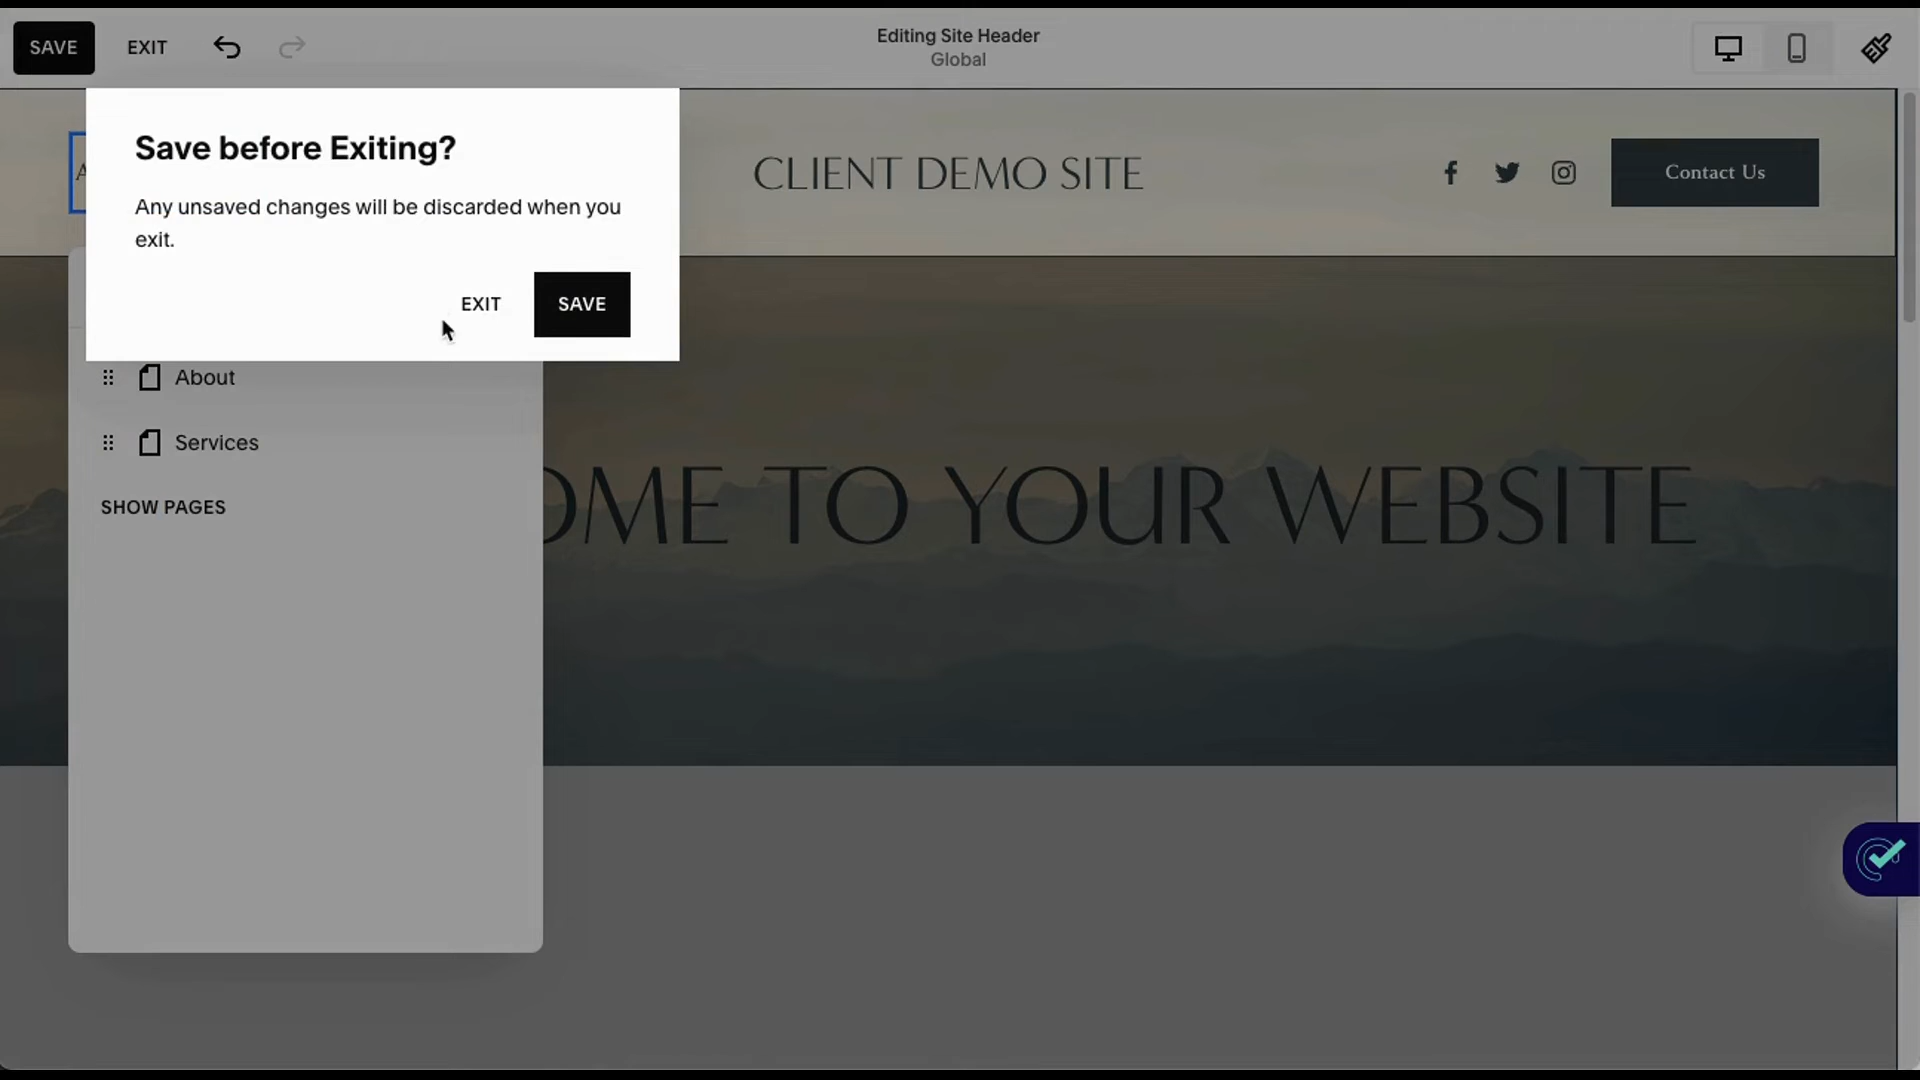 SAVE
EXIT
Editing Site Header
Global
Save before Exiting?
Any unsaved changes will be discarded when you
exit.
EXIT
SAVE
A
CLIENT DEMO SITE
Contact Us
About
Services
SHOW PAGES
OME TO YOUR WEBSITE